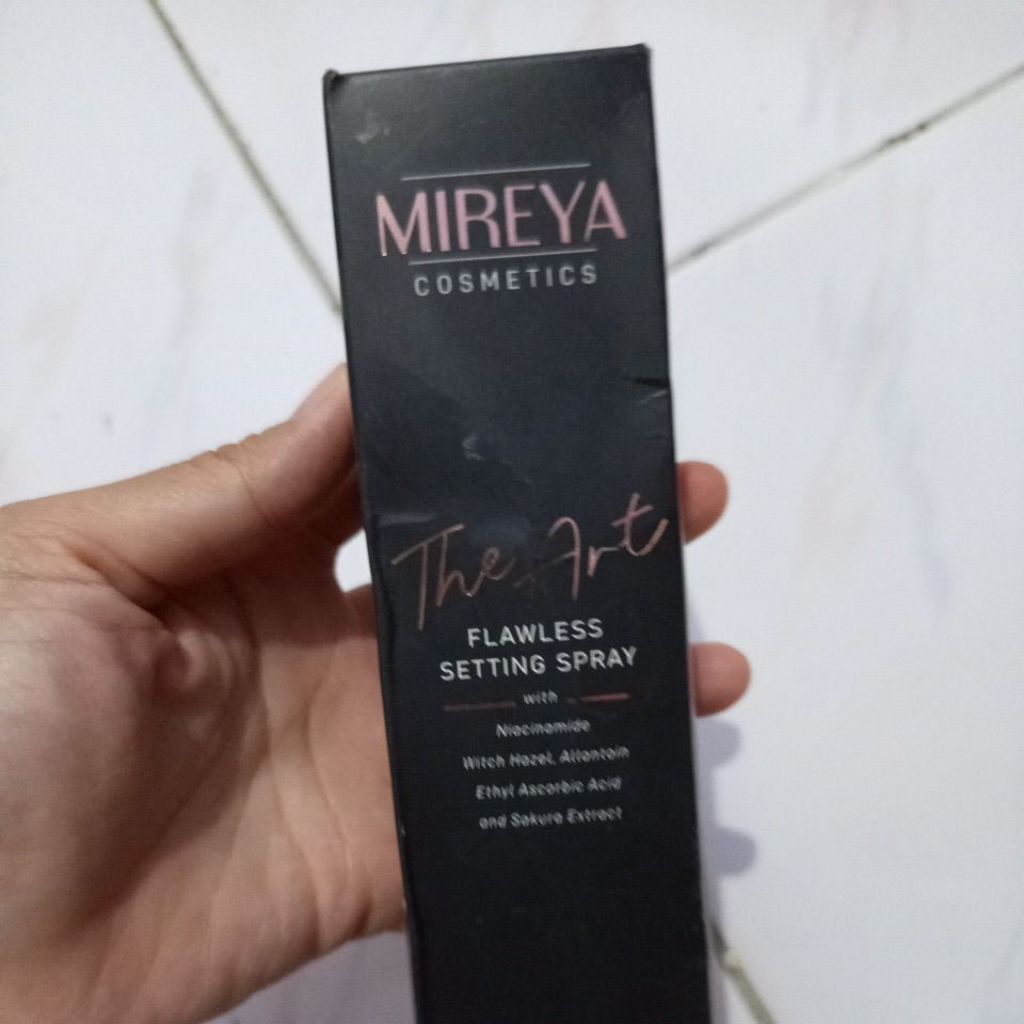 MIREYA
COSMETICS
The Art
FLAWLESS
SETTING SPRAY
with
Niacinamide
Witch Hazel, Allantoin
Ethyl Ascorbic Acid
and Sakura Extract